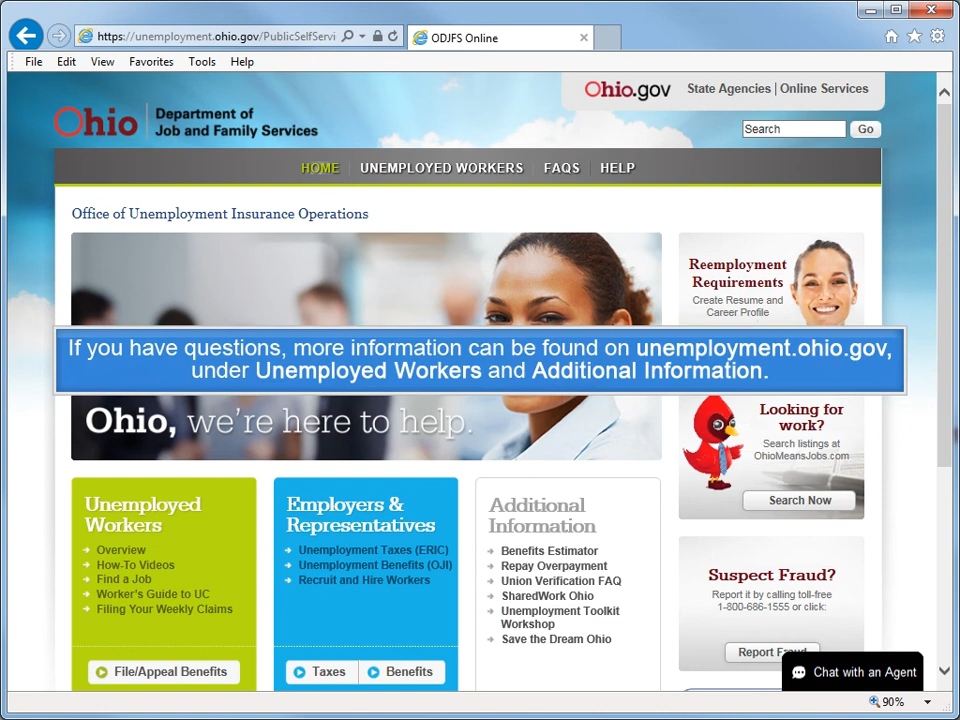 https://unemployment.ohio.gov/PublicSelfServi
ODJFS Online
File Edit View Favorites Tools Help
Ohio.gov State Agencies | Online Services
Ohio Department of
Job and Family Services
Search Go
HOME UNEMPLOYED WORKERS FAQS HELP
Office of Unemployment Insurance Operations
Reemployment
Requirements
Create Resume and
Career Profile
If you have questions, more information can be found on unemployment.ohio.gov,
under Unemployed Workers and Additional Information.
Ohio, we're here to help.
Looking for
work?
Search listings at
OhioMeansJobs.com
Search Now
Unemployed
Workers
Overview
How-To Videos
Find a Job
Worker's Guide to UC
Filing Your Weekly Claims
File/Appeal Benefits
Employers &
Representatives
Unemployment Taxes (ERIC)
Unemployment Benefits (OJI)
Recruit and Hire Workers
Taxes Benefits
Additional
Information
Benefits Estimator
Repay Overpayment
Union Verification FAQ
SharedWork Ohio
Unemployment Toolkit
Workshop
Save the Dream Ohio
Suspect Fraud?
Report it by calling toll-free
1-800-686-1555 or click:
Report Fraud
Chat with an Agent
90%